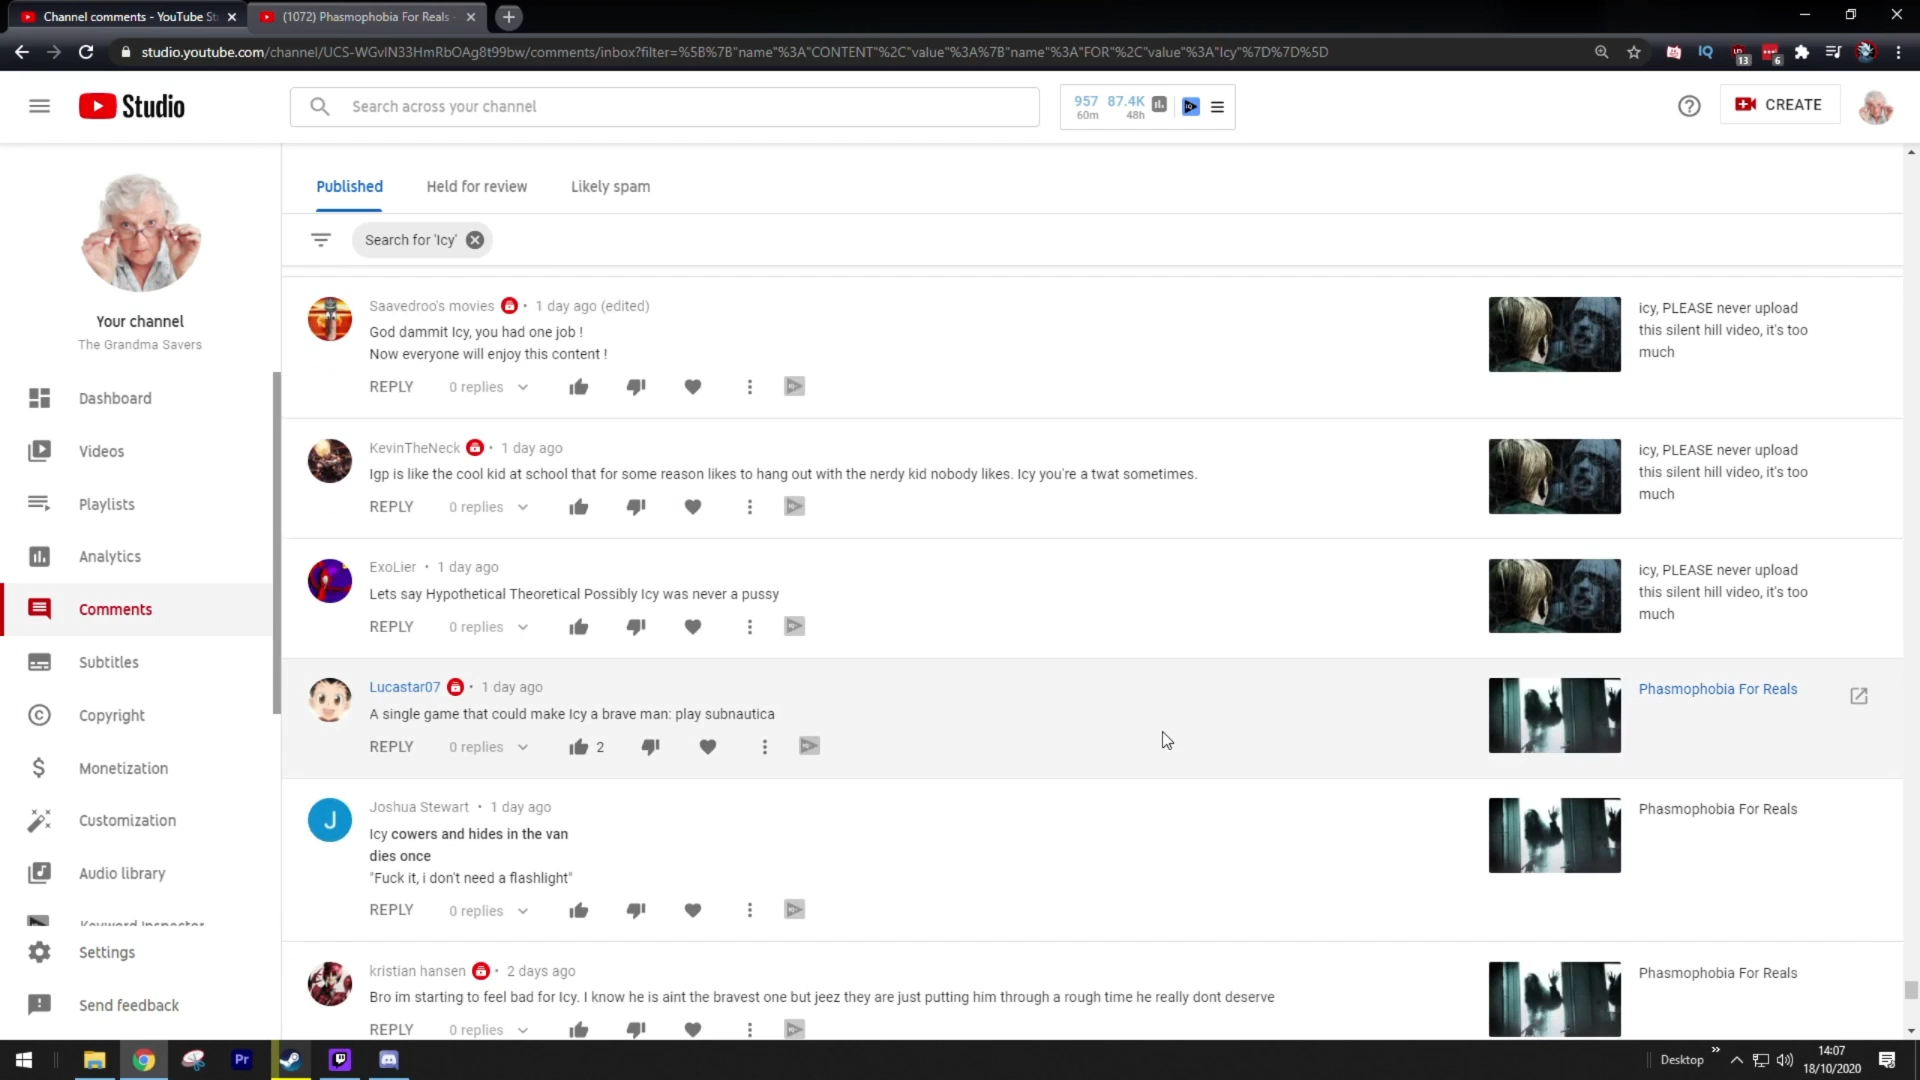 Channel comments - YouTube St
(1072) Phasmophobia For Reals -
studio.youtube.com/channel/UCS-WGvIN33HmRbOAg8t99bw/comments/inbox?filter=%5B%7B"name"%3A"CONTENT"%2C"value"%3A%7B"name"%3A"FOR"%2C"value"%3A"Icy"%7D%7D%5D
IQ
13
6
Studio
Search across your channel
957 87.4K
60m 48h
CREATE
Your channel
The Grandma Savers
Dashboard
Videos
Playlists
Analytics
Comments
Subtitles
Copyright
Monetization
Customization
Audio library
Keyword Inspector
Settings
Send feedback
Published
Held for review
Likely spam
Search for 'Icy'
Saavedroo's movies • 1 day ago (edited)
God dammit Icy, you had one job !
Now everyone will enjoy this content !
REPLY 0 replies
icy, PLEASE never upload
this silent hill video, it's too
much
KevinTheNeck • 1 day ago
Igp is like the cool kid at school that for some reason likes to hang out with the nerdy kid nobody likes. Icy you're a twat sometimes.
REPLY 0 replies
icy, PLEASE never upload
this silent hill video, it's too
much
ExoLier • 1 day ago
Lets say Hypothetical Theoretical Possibly Icy was never a pussy
REPLY 0 replies
icy, PLEASE never upload
this silent hill video, it's too
much
Lucastar07 • 1 day ago
A single game that could make Icy a brave man: play subnautica
REPLY 0 replies 2
Phasmophobia For Reals
J
Joshua Stewart • 1 day ago
Icy cowers and hides in the van
dies once
"Fuck it, i don't need a flashlight"
REPLY 0 replies
Phasmophobia For Reals
kristian hansen • 2 days ago
Bro im starting to feel bad for Icy. I know he is aint the bravest one but jeez they are just putting him through a rough time he really dont deserve
REPLY 0 replies
Phasmophobia For Reals
Pr
Desktop
14:07
18/10/2020